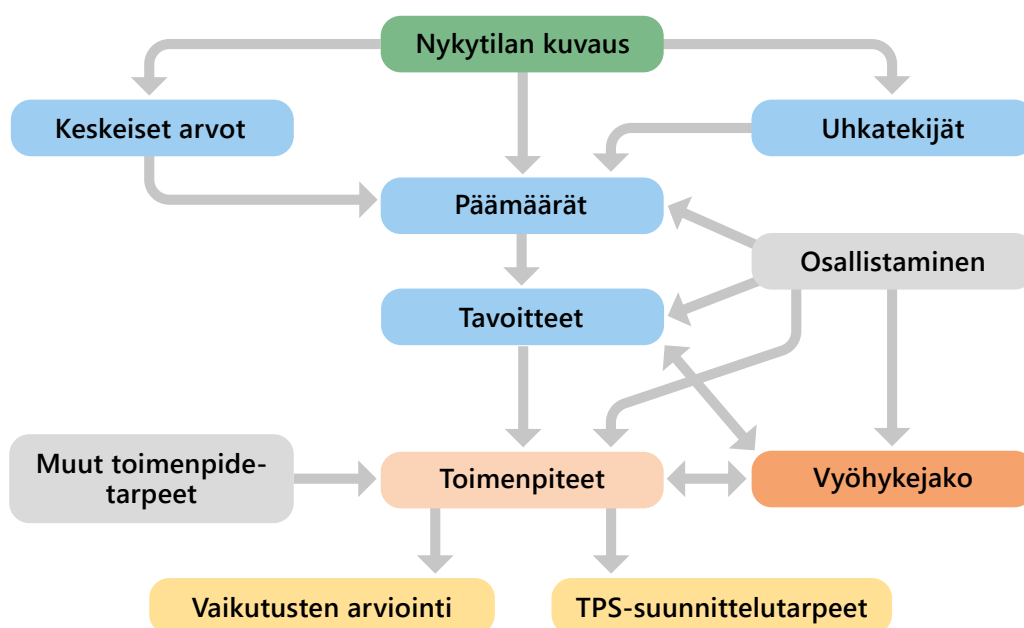 Nykytilan kuvaus
Keskeiset arvot
Uhkatekijät
Päämäärät
Osallistaminen
Tavoitteet
Muut toimenpide-
tarpeet
Toimenpiteet
Vyöhykejako
Vaikutusten arviointi
TPS-suunnittelutarpeet